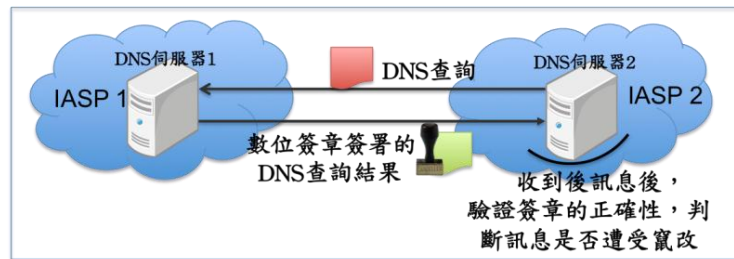 DNS伺服器1
IASP 1
DNS查詢
DNS伺服器2
IASP 2
數位簽章簽署的
DNS查詢結果
收到後訊息後，
驗證簽章的正確性，判
斷訊息是否遭受竄改